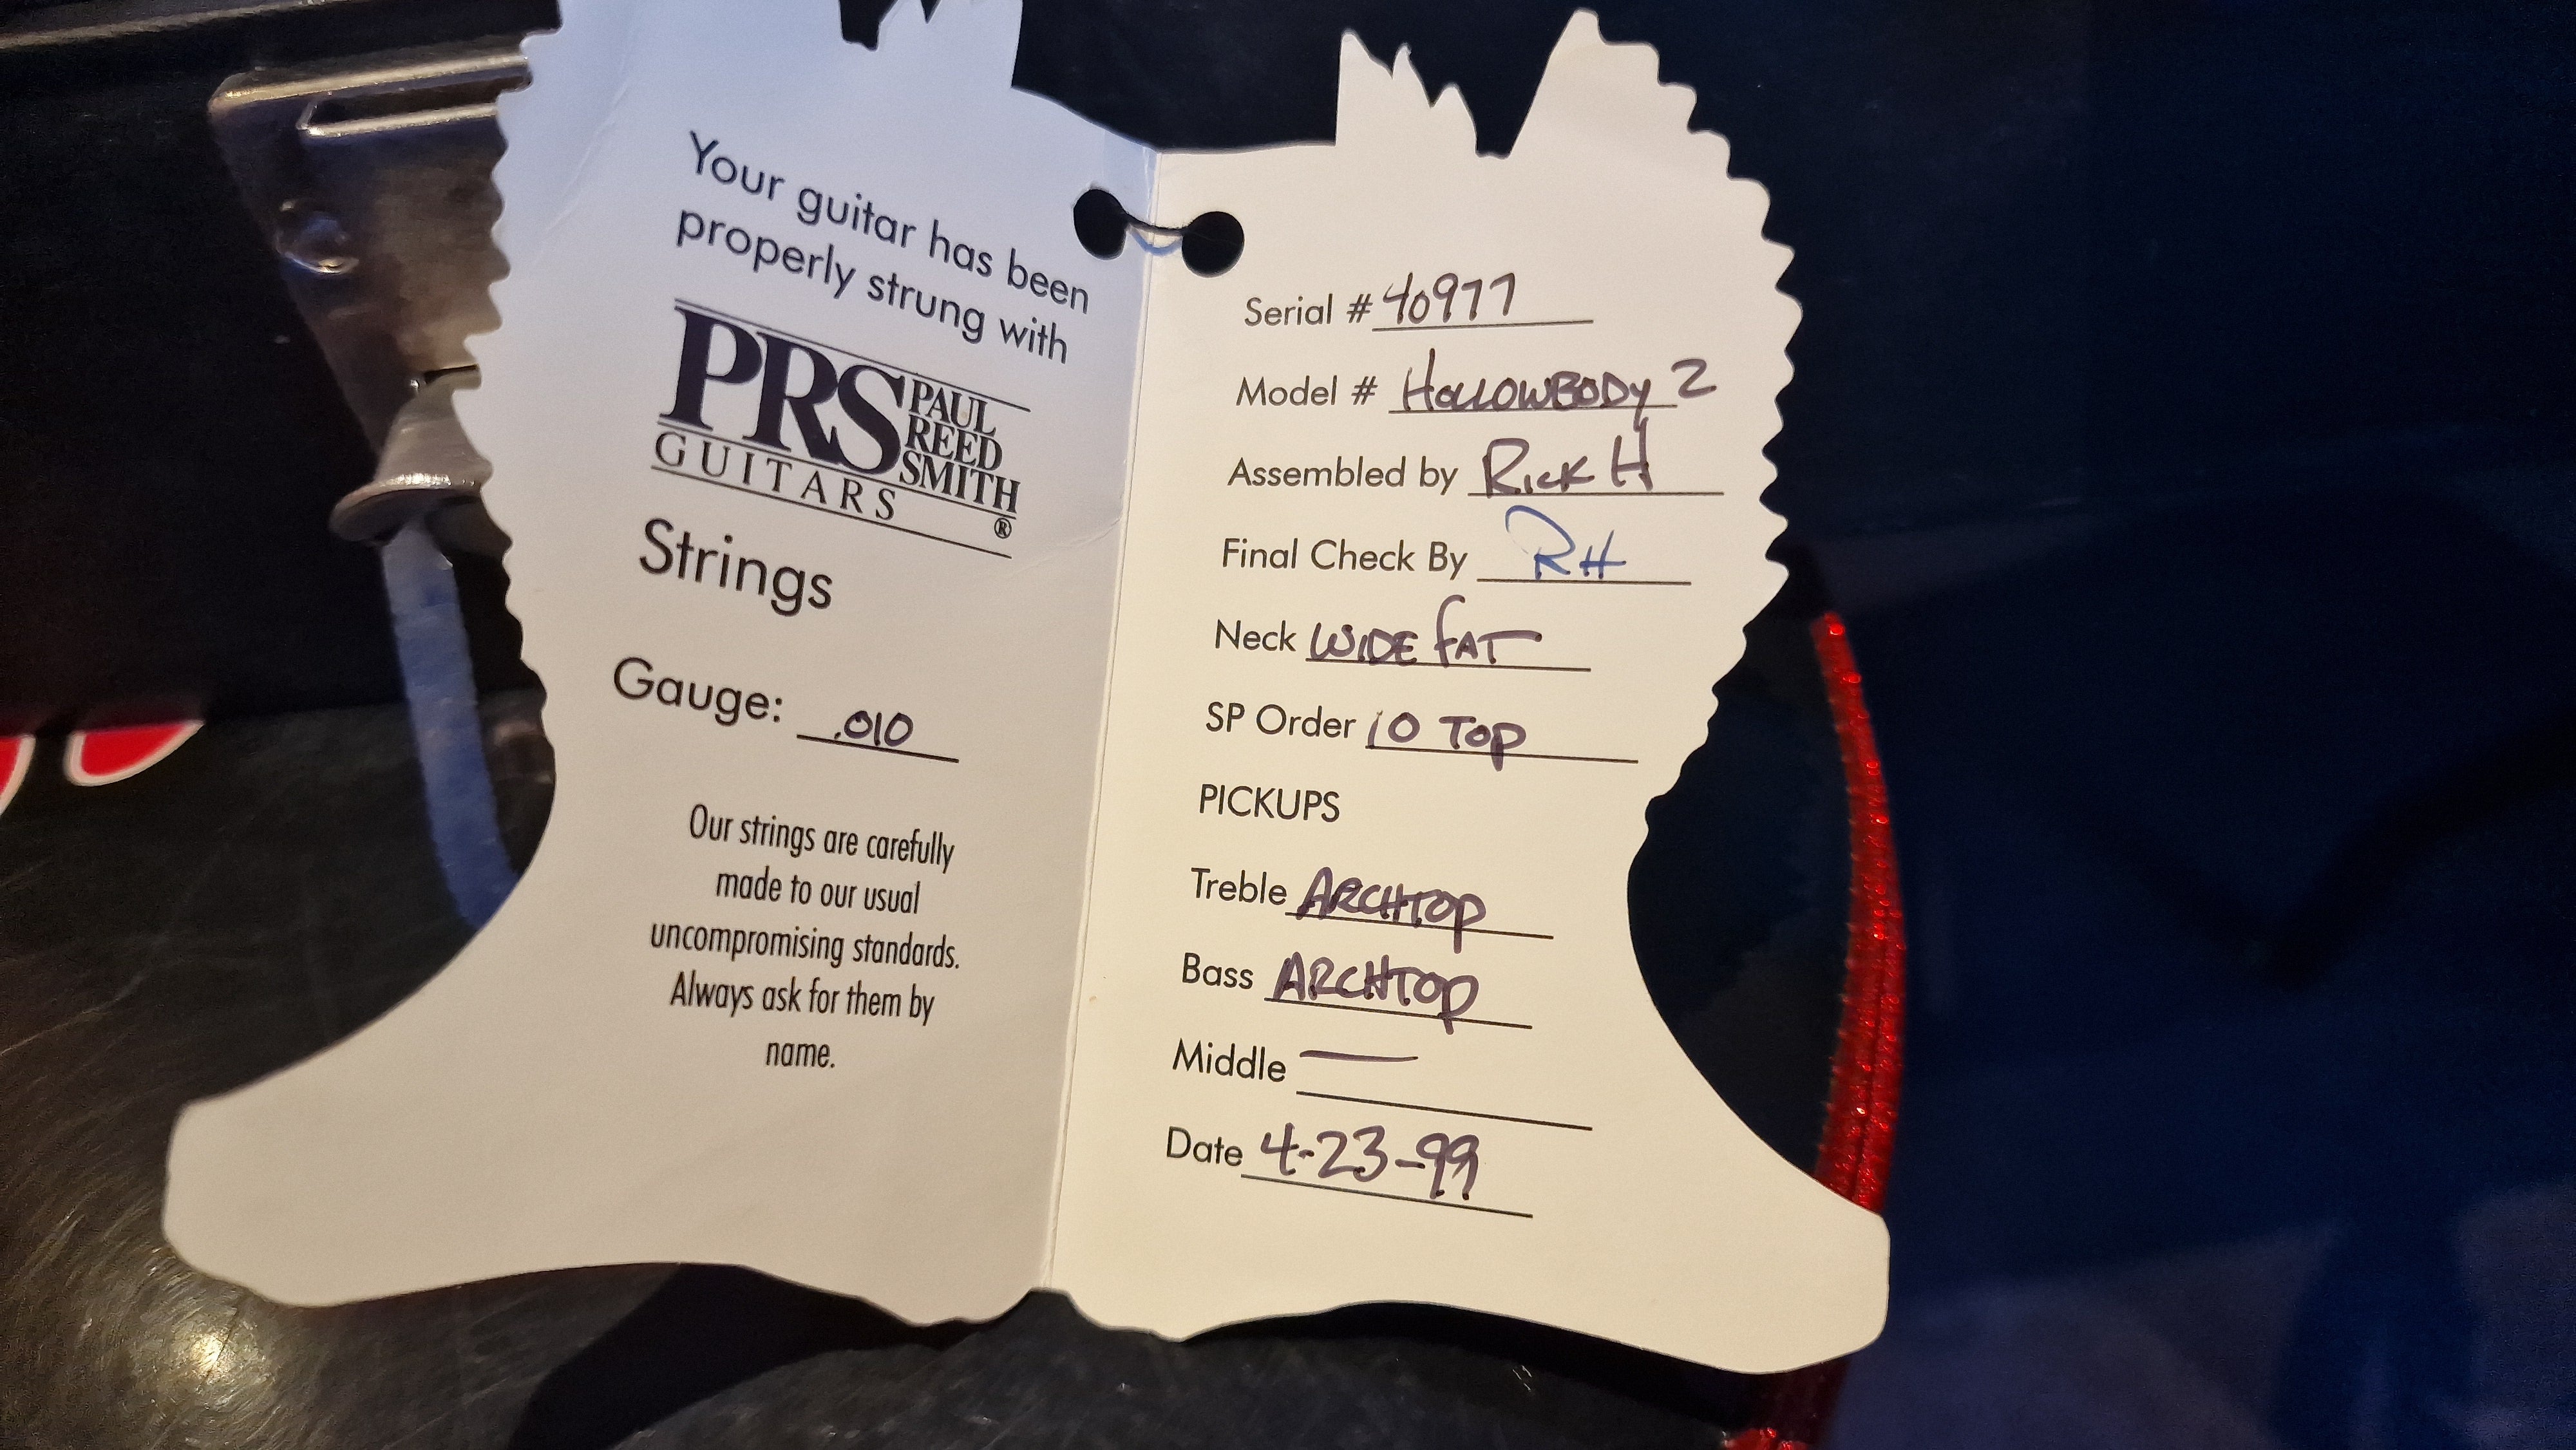 Your guitar has been
properly strung with
PRS PAUL
REED
SMITH
GUITARS ®
Strings
Gauge: .010
Our strings are carefully
made to our usual
uncompromising standards.
Always ask for them by
name.
Serial # 40977
Model # HOLLOWBODY 2
Assembled by RICK H
Final Check By RH
Neck WIDE FAT
SP Order 10 TOP
PICKUPS
Treble ARCHTOP
Bass ARCHTOP
Middle —
Date 4-23-99